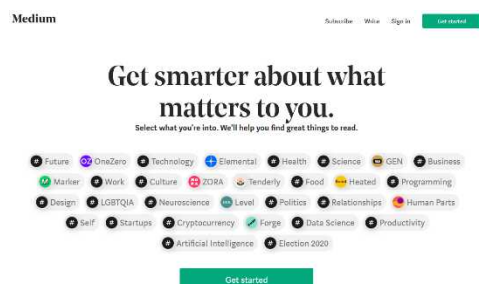 Medium
Subscribe Write Sign in Get started
Get smarter about what
matters to you.
Select what you're into. We'll help you find great things to read.
# Future OZ OneZero # Technology Elemental # Health # Science GEN # Business
Marker # Work # Culture ZORA Tenderly # Food Heated # Programming
# Design # LGBTQIA # Neuroscience Level # Politics # Relationships Human Parts
# Self # Startups # Cryptocurrency Forge # Data Science # Productivity
# Artificial Intelligence # Election 2020
Get started